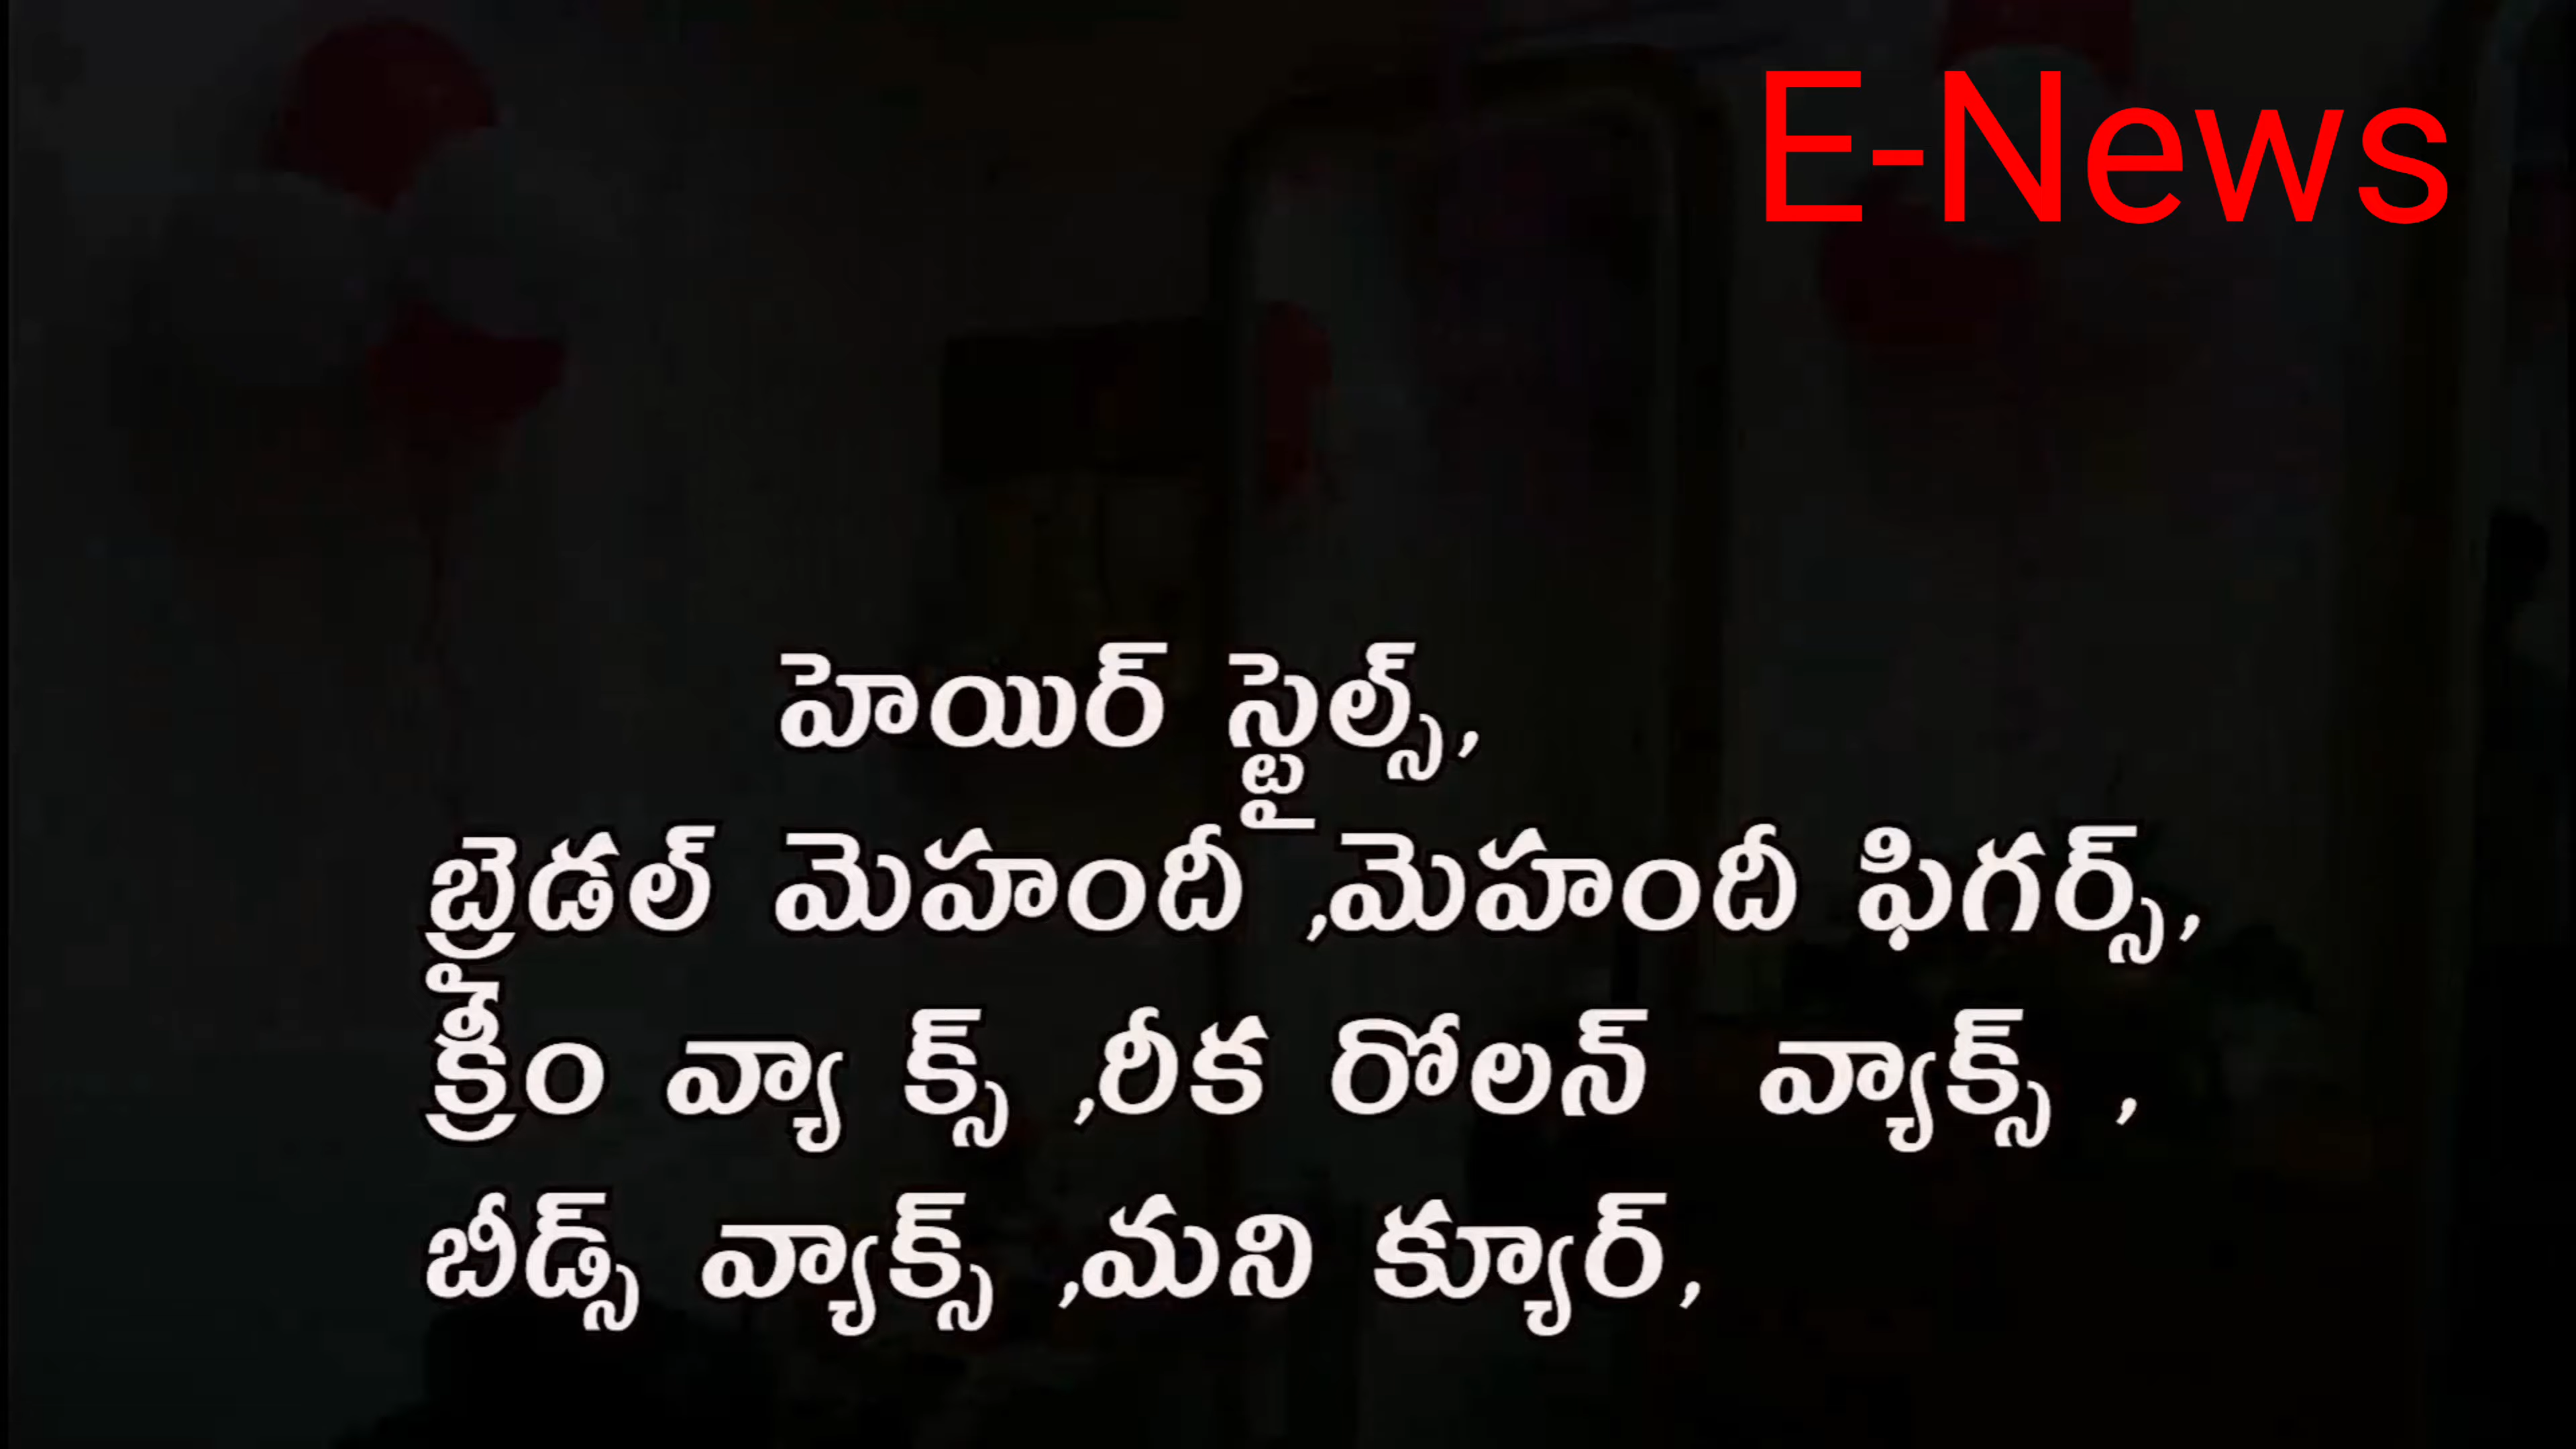 E-News
హెయిర్ స్టైల్స్,
బ్రైడల్ మెహందీ ,మెహందీ ఫిగర్స్,
క్రీం వ్యా క్స్ ,రీక రోలన్ వ్యాక్స్ ,
బీడ్స్ వ్యాక్స్ ,మని క్యూర్,